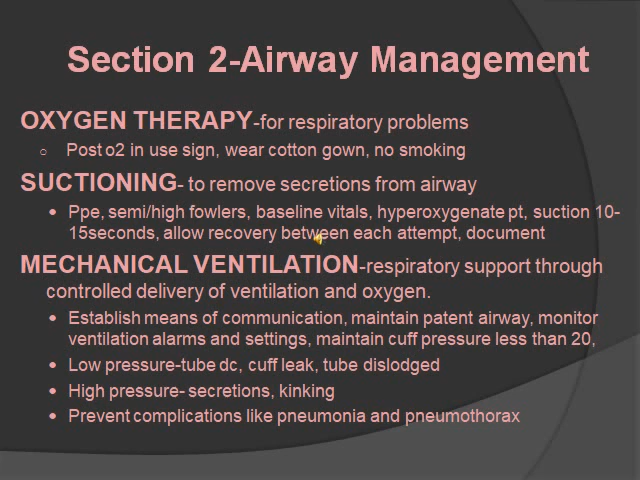 Section 2-Airway Management
OXYGEN THERAPY-for respiratory problems
Post o2 in use sign, wear cotton gown, no smoking
SUCTIONING- to remove secretions from airway
Ppe, semi/high fowlers, baseline vitals, hyperoxygenate pt, suction 10-
15seconds, allow recovery between each attempt, document
MECHANICAL VENTILATION-respiratory support through
controlled delivery of ventilation and oxygen.
Establish means of communication, maintain patent airway, monitor
ventilation alarms and settings, maintain cuff pressure less than 20,
Low pressure-tube dc, cuff leak, tube dislodged
High pressure- secretions, kinking
Prevent complications like pneumonia and pneumothorax